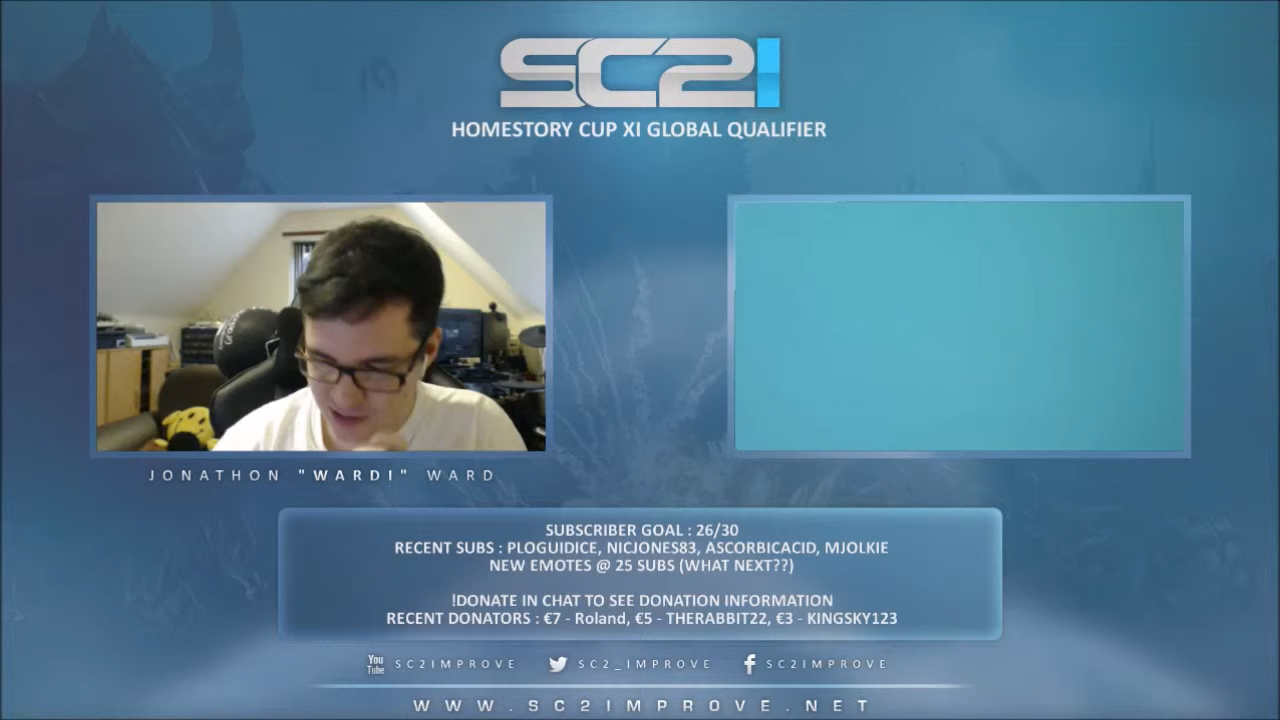 SC2I
HOMESTORY CUP XI GLOBAL QUALIFIER
JONATHON "WARDI" WARD
SUBSCRIBER GOAL : 26/30
RECENT SUBS : PLOGUIDICE, NICJONES83, ASCORBICACID, MJOLKIE
NEW EMOTES @ 25 SUBS (WHAT NEXT??)
!DONATE IN CHAT TO SEE DONATION INFORMATION
RECENT DONATORS : €7 - Roland, €5 - THERABBIT22, €3 - KINGSKY123
You Tube SC2IMPROVE SC2_IMPROVE f SC2IMPROVE
WWW.SC2IMPROVE.NET